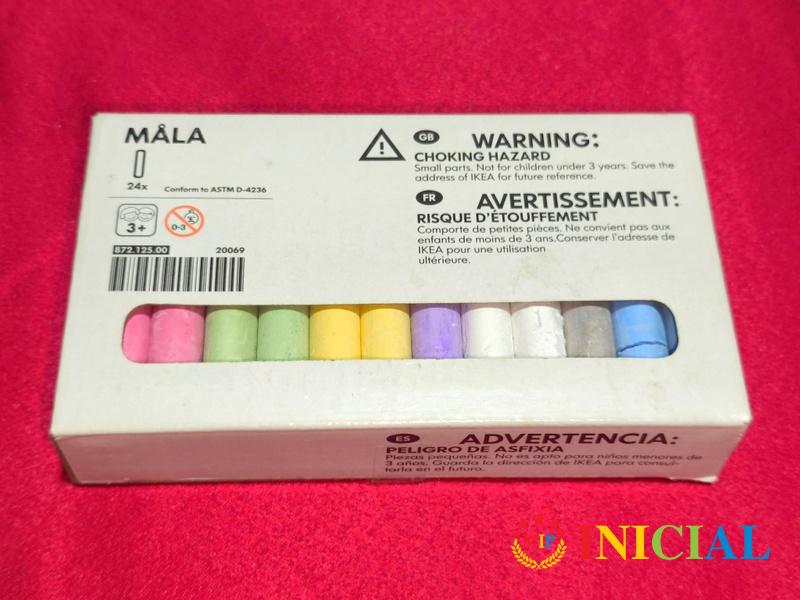 MÅLA
24x
Conform to ASTM D-4236
3+
0-3
872.125.00
20069
GB WARNING:
CHOKING HAZARD
Small parts. Not for children under 3 years. Save the
address of IKEA for future reference.
FR AVERTISSEMENT:
RISQUE D'ÉTOUFFEMENT
Comporte de petites pièces. Ne convient pas aux
enfants de moins de 3 ans.Conserver l'adresse de
IKEA pour une utilisation
ultérieure.
ES ADVERTENCIA:
PELIGRO DE ASFIXIA
Piezas pequeñas. No es apto para niños menores de
3 años. Guarda la dirección de IKEA para consul-
tarla en el futuro.
IP INICIAL